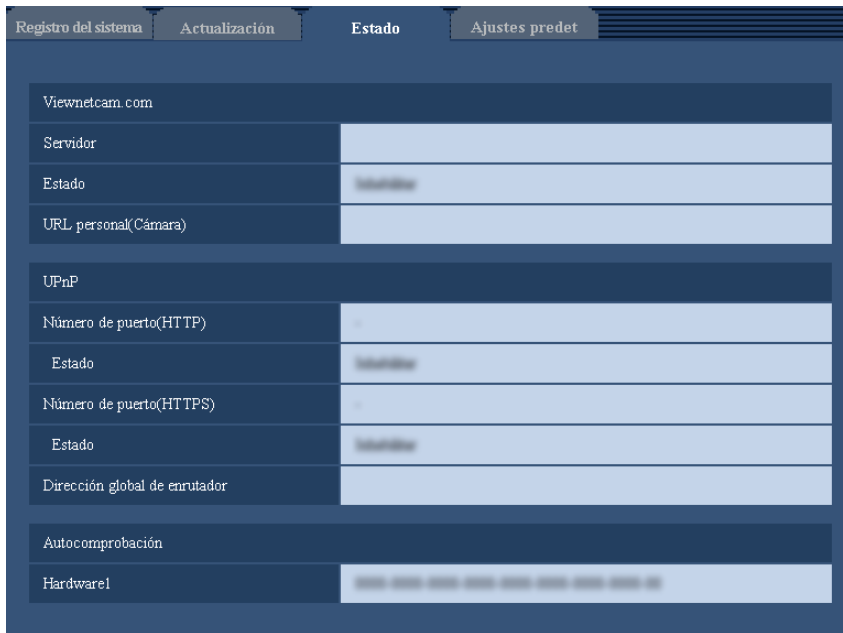 Registro del sistema
Actualización
Estado
Ajustes predet
Viewnetcam.com
Servidor
Estado
URL personal(Cámara)
UPnP
Número de puerto(HTTP)
-
Estado
Número de puerto(HTTPS)
-
Estado
Dirección global de enrutador
Autocomprobación
Hardware1